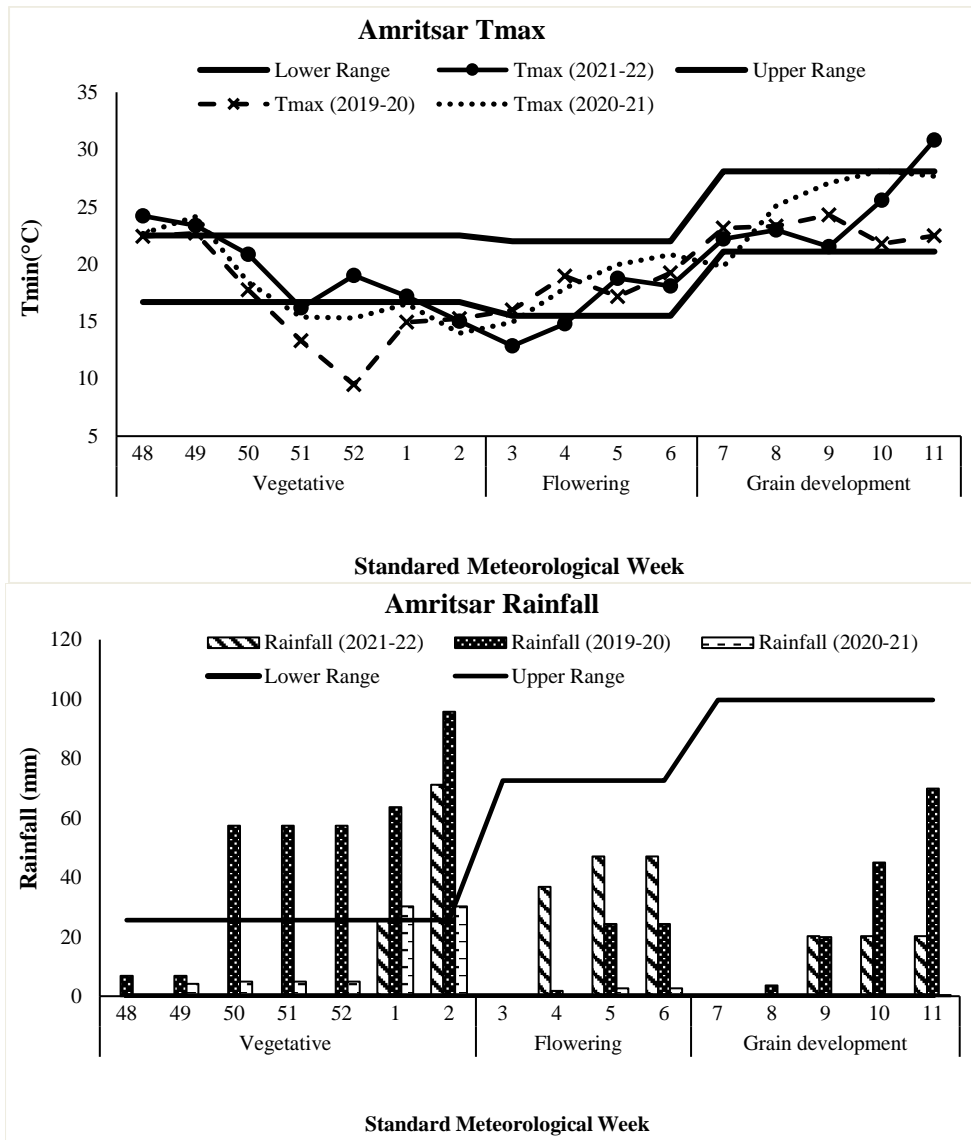 Amritsar Tmax
Lower Range Tmax (2021-22) Upper Range
Tmax (2019-20) Tmax (2020-21)
35
30
25
20
15
10
5
Tmin(°C)
48 49 50 51 52 1 2 3 4 5 6 7 8 9 10 11
Vegetative Flowering Grain development
Standared Meteorological Week
Amritsar Rainfall
Rainfall (2021-22) Rainfall (2019-20) Rainfall (2020-21)
Lower Range Upper Range
120
100
80
60
40
20
0
Rainfall (mm)
48 49 50 51 52 1 2 3 4 5 6 7 8 9 10 11
Vegetative Flowering Grain development
Standard Meteorological Week